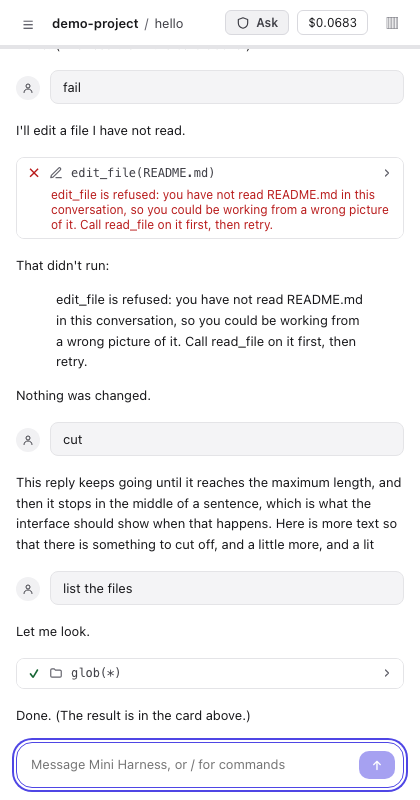 demo-project / hello
Ask
$0.0683
fail
I'll edit a file I have not read.
edit_file(README.md)
edit_file is refused: you have not read README.md in this
conversation, so you could be working from a wrong picture
of it. Call read_file on it first, then retry.
That didn't run:
edit_file is refused: you have not read README.md
in this conversation, so you could be working from
a wrong picture of it. Call read_file on it first, then
retry.
Nothing was changed.
cut
This reply keeps going until it reaches the maximum length, and
then it stops in the middle of a sentence, which is what the
interface should show when that happens. Here is more text so
that there is something to cut off, and a little more, and a lit
list the files
Let me look.
glob(*)
Done. (The result is in the card above.)
Message Mini Harness, or / for commands